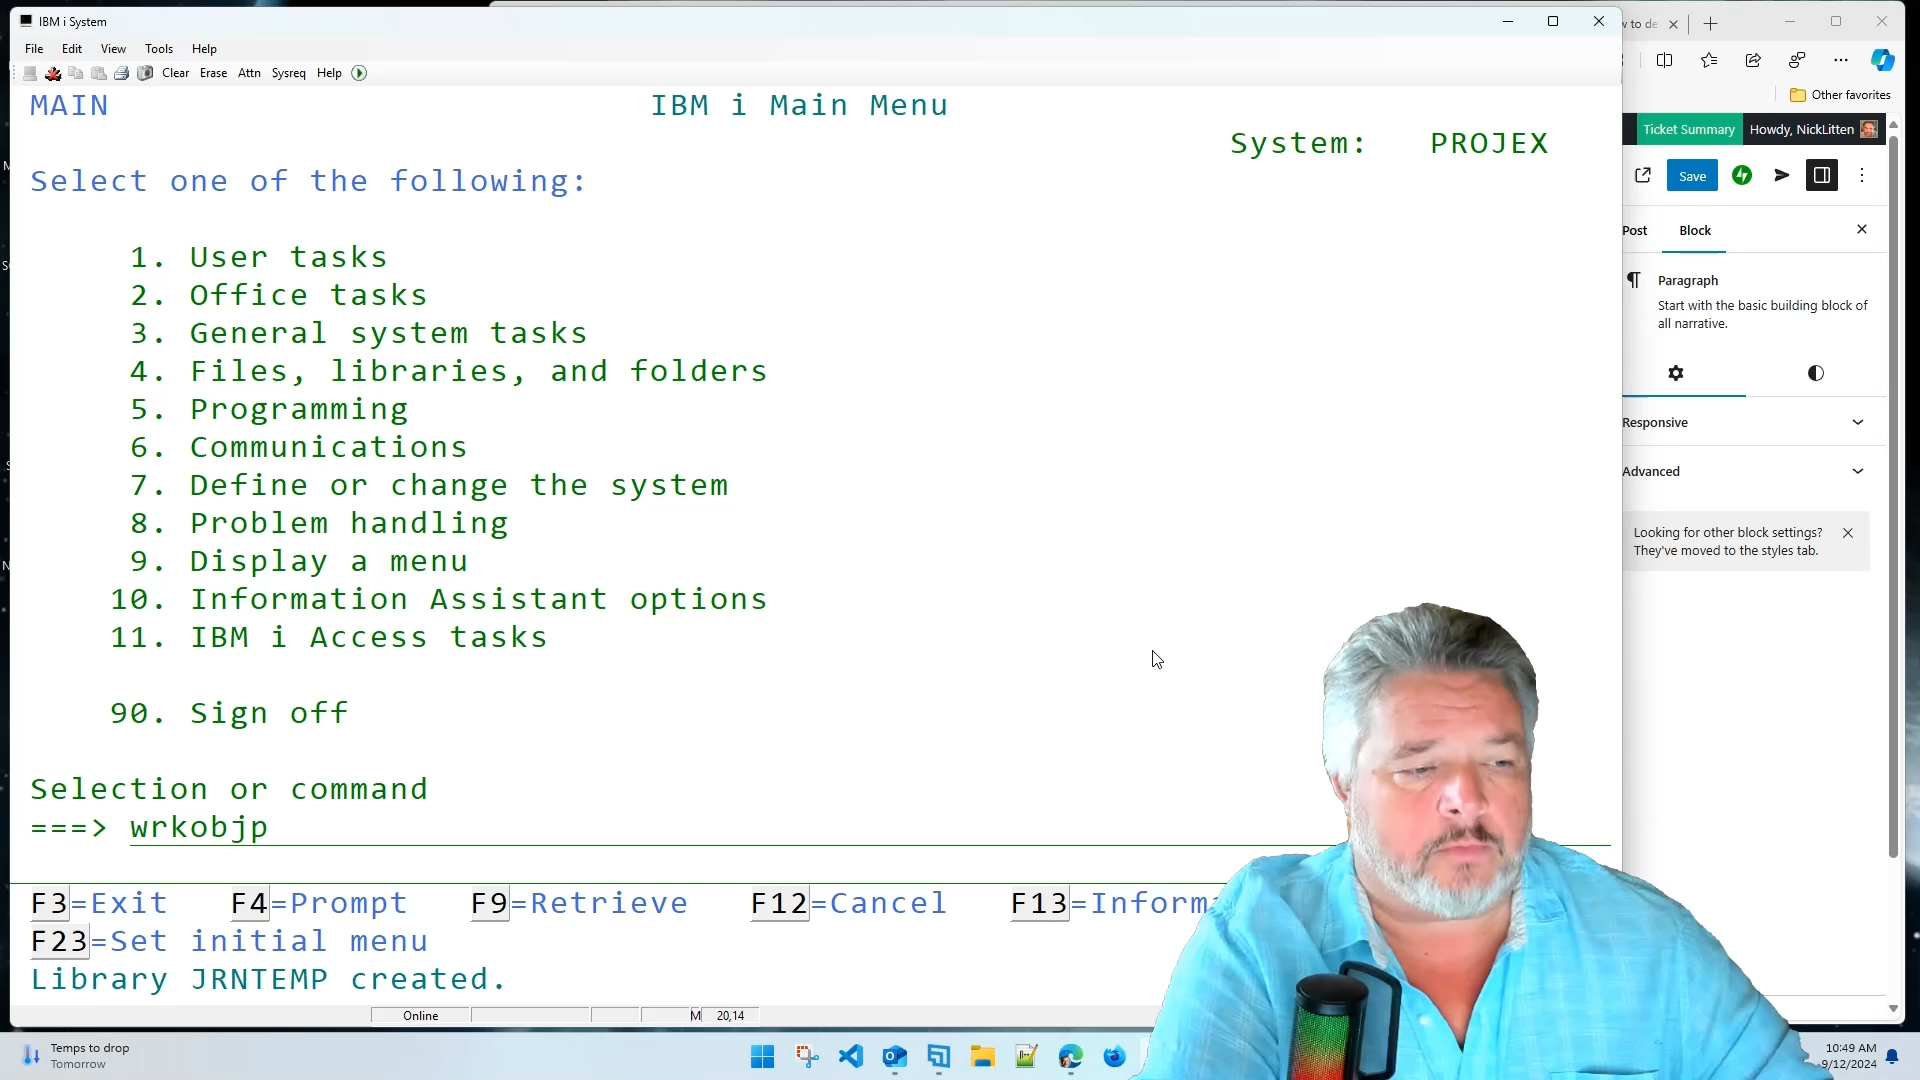 IBM i System
File Edit View Tools Help
Clear Erase Attn Sysreq Help
MAIN IBM i Main Menu
System: PROJEX
Select one of the following:
1. User tasks
2. Office tasks
3. General system tasks
4. Files, libraries, and folders
5. Programming
6. Communications
7. Define or change the system
8. Problem handling
9. Display a menu
10. Information Assistant options
11. IBM i Access tasks
90. Sign off
Selection or command
===> wrkobjp
F3=Exit F4=Prompt F9=Retrieve F12=Cancel F13=Inform
F23=Set initial menu
Library JRNTEMP created.
Online M 20,14
to de
Other favorites
Ticket Summary Howdy, NickLitten
Save
Post Block
Paragraph
Start with the basic building block of
all narrative.
Responsive
Advanced
Looking for other block settings?
They've moved to the styles tab.
Temps to drop
Tomorrow
10:49 AM
9/12/2024